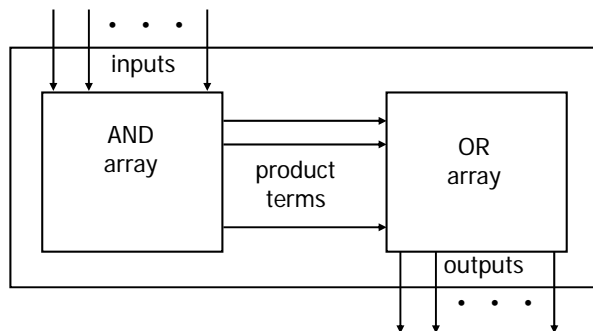 inputs
AND
array
product
terms
OR
array
outputs